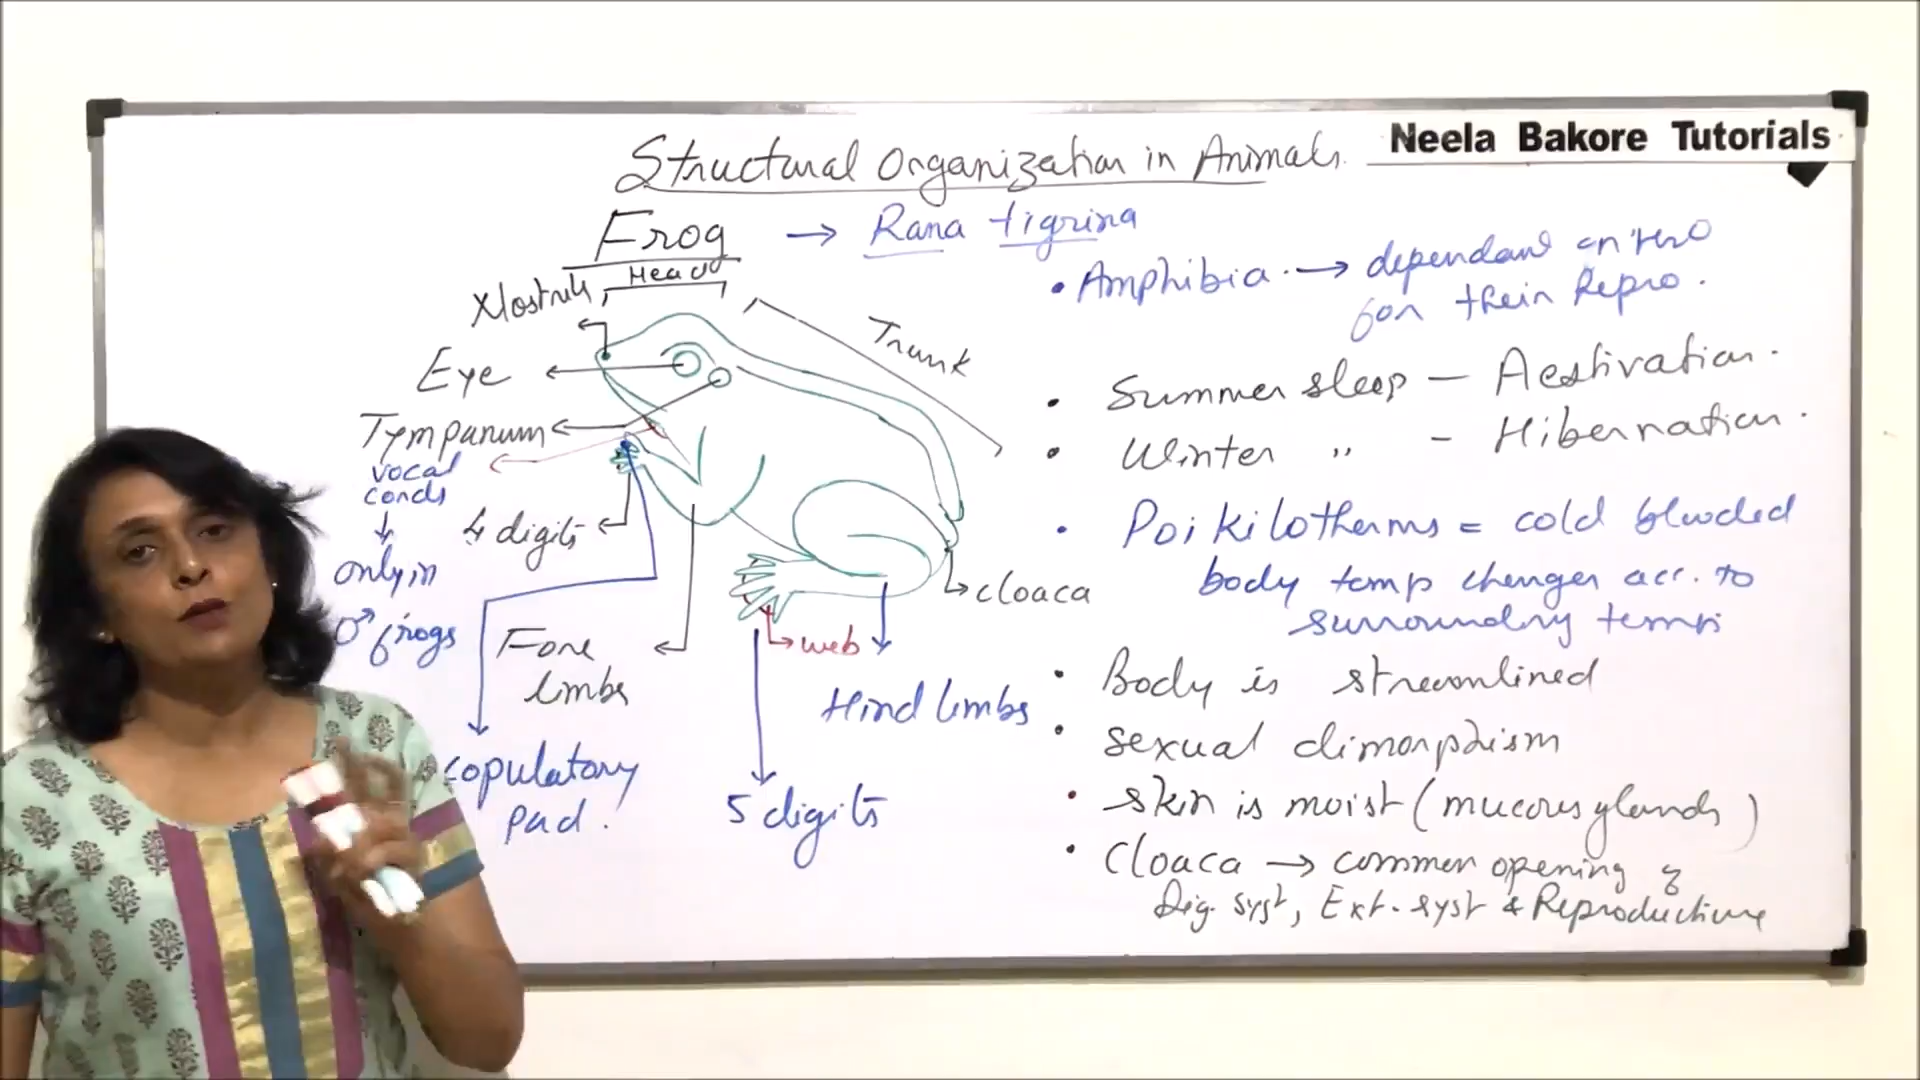 Structural Organization in Animals.
Neela Bakore Tutorials
Frog → Rana tigrina
Head
Nostrils
Eye
Tympanum
vocal
cords
↓
only in
♂ frogs
4 digits
Fore
limbs
copulatory
pad.
5 digits
web
Hind limbs
cloaca
Trunk
• Amphibia. → dependant on H2O
for their Repro.
• Summer sleep – Aestivation.
• Winter " – Hibernation.
• Poikilotherms = cold blooded
body temp changes acc. to
surrounding temp
• Body is streamlined
• sexual dimorphism
• skin is moist (mucous glands)
• Cloaca → common opening of
Dig. syst, Ext. syst & Reproductive